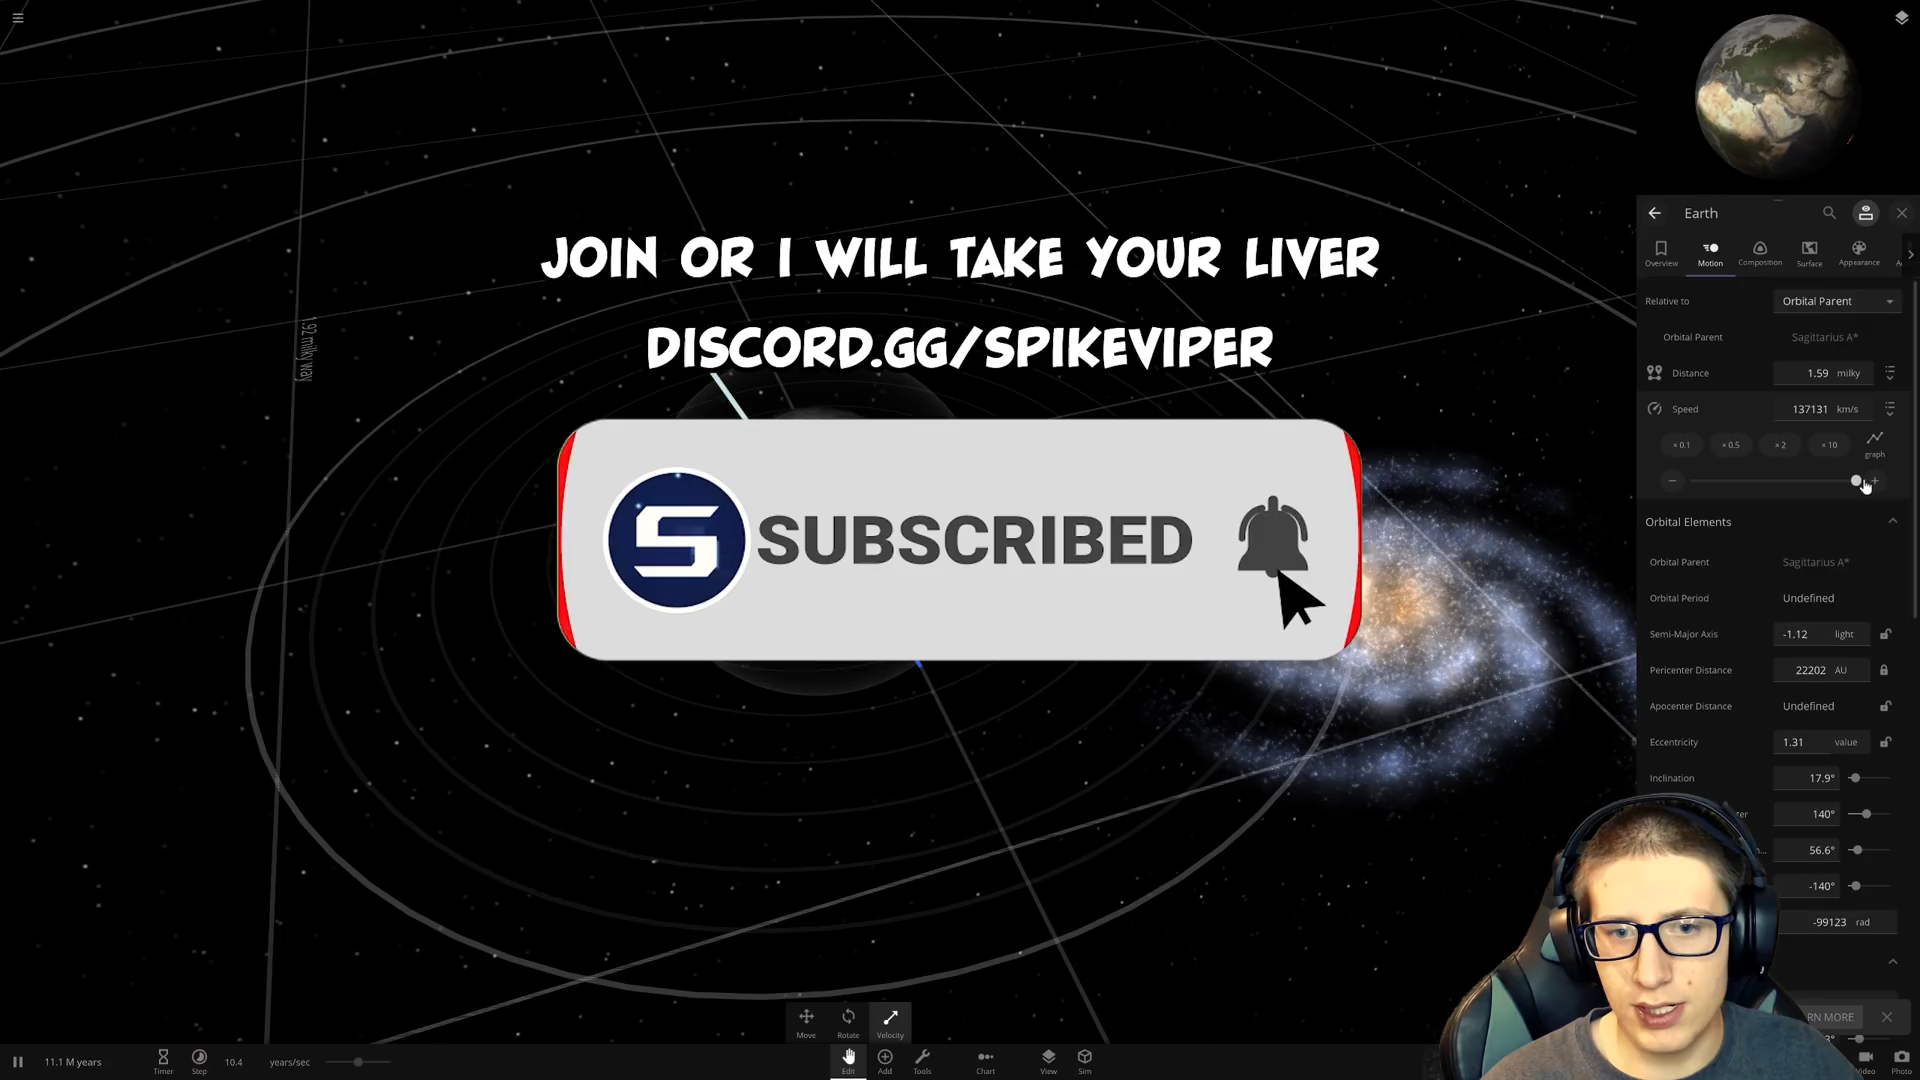 JOIN OR I WILL TAKE YOUR LIVER
DISCORD.GG/SPIKEVIPER
S SUBSCRIBED
1.92 milky way
Earth
Overview Motion Composition Surface Appearance
Relative to Orbital Parent
Orbital Parent Sagittarius A*
Distance 1.59 milky
Speed 137131 km/s
× 0.1 × 0.5 × 2 × 10 graph
Orbital Elements
Orbital Parent Sagittarius A*
Orbital Period Undefined
Semi-Major Axis -1.12 light
Pericenter Distance 22202 AU
Apocenter Distance Undefined
Eccentricity 1.31 value
Inclination 17.9°
ter 140°
56.6°
-140°
-99123 rad
RN MORE
Move Rotate Velocity
11.1 M years Timer Step 10.4 years/sec Edit Add Tools Chart View Sim Video Photo